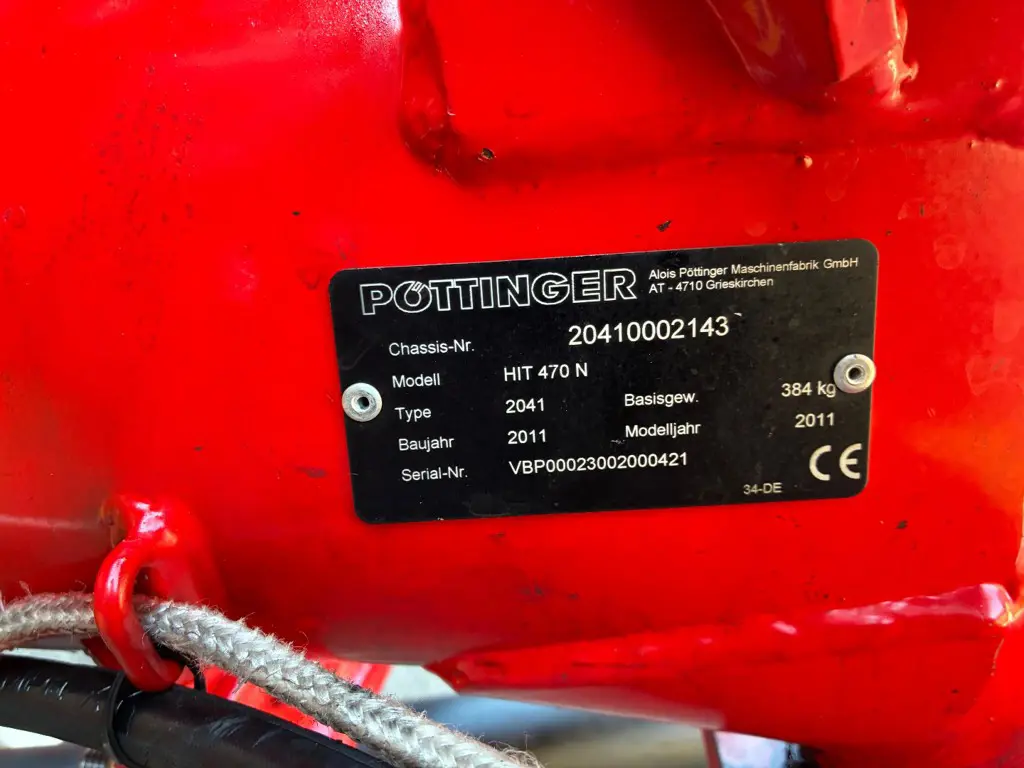 PÖTTINGER Alois Pöttinger Maschinenfabrik GmbH
AT - 4710 Grieskirchen
Chassis-Nr. 20410002143
Modell HIT 470 N
Type 2041 Basisgew. 384 kg
Baujahr 2011 Modelljahr 2011
Serial-Nr. VBP00023002000421
CE
34-DE